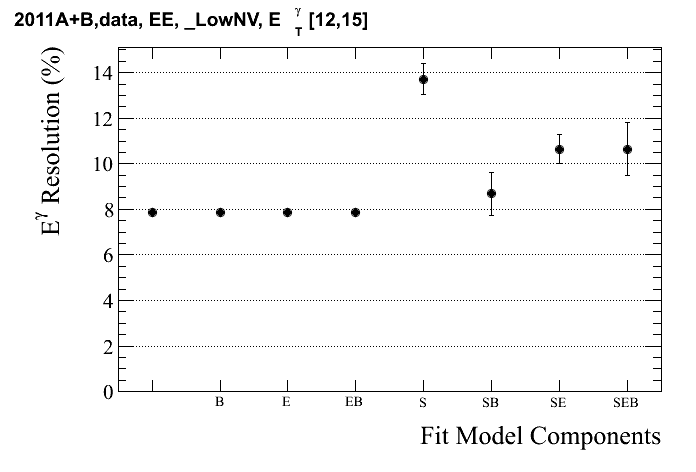 2011A+B,data, EE, _LowNV, E γ T [12,15]
E γ Resolution (%)
14
12
10
8
6
4
2
0
B E EB S SB SE SEB
Fit Model Components